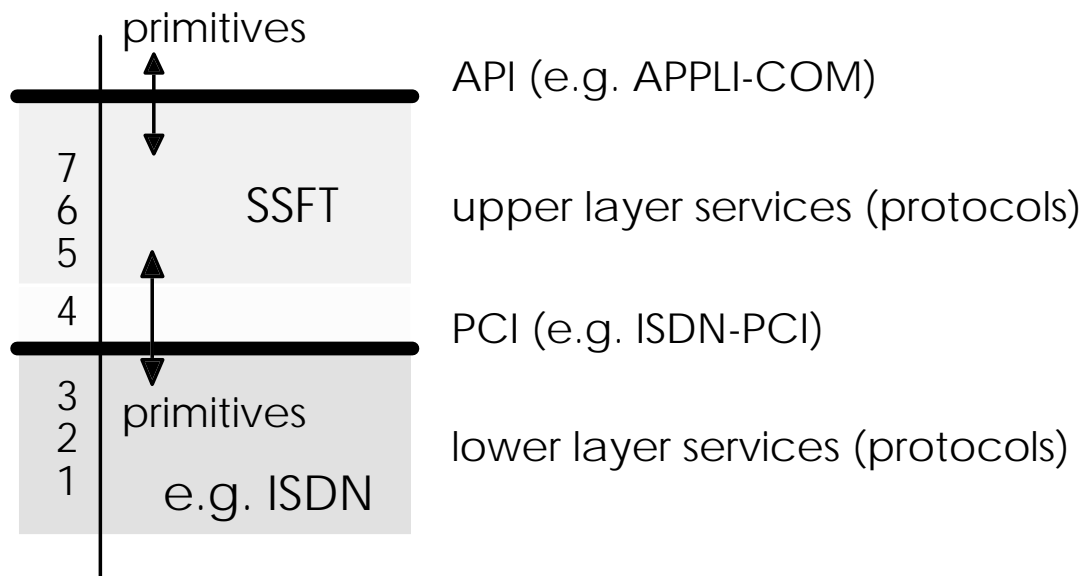 primitives
API (e.g. APPLI-COM)
7
6
5
SSFT
upper layer services (protocols)
4
PCI (e.g. ISDN-PCI)
3
2
1
primitives
e.g. ISDN
lower layer services (protocols)